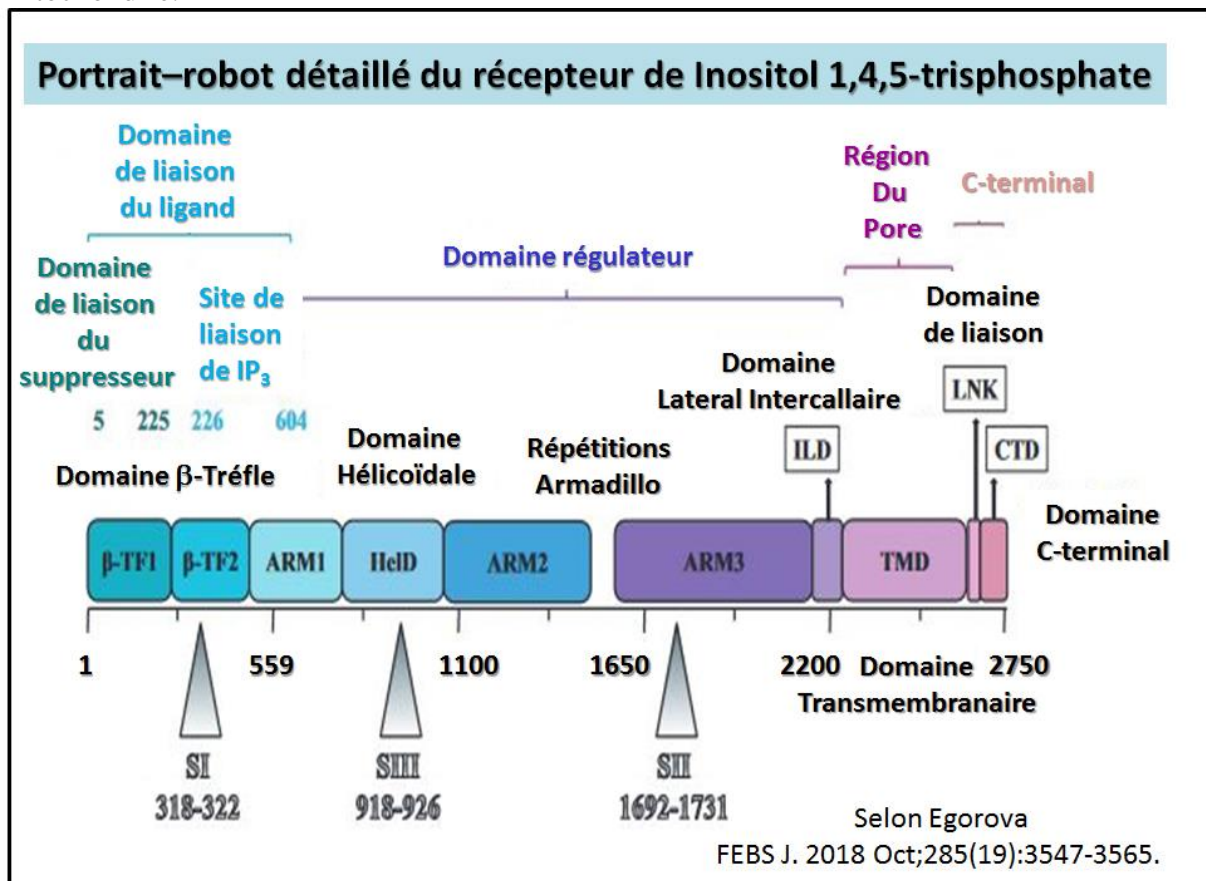 Portrait–robot détaillé du récepteur de Inositol 1,4,5-trisphosphate
Domaine
de liaison
du ligand
Région
Du
Pore
C-terminal
Domaine régulateur
Domaine
de liaison
du
suppresseur
Site de
liaison
de IP₃
Domaine
de liaison
Domaine
Lateral Intercallaire
LNK
5 225 226 604
Domaine
Hélicoïdale
Répétitions
Armadillo
ILD
CTD
Domaine β-Tréfle
Domaine
C-terminal
β-TF1 β-TF2 ARM1 HelD ARM2 ARM3 TMD
1 559 1100 1650 2200 2750
Domaine
Transmembranaire
SI
318-322
SIII
918-926
SII
1692-1731
Selon Egorova
FEBS J. 2018 Oct;285(19):3547-3565.